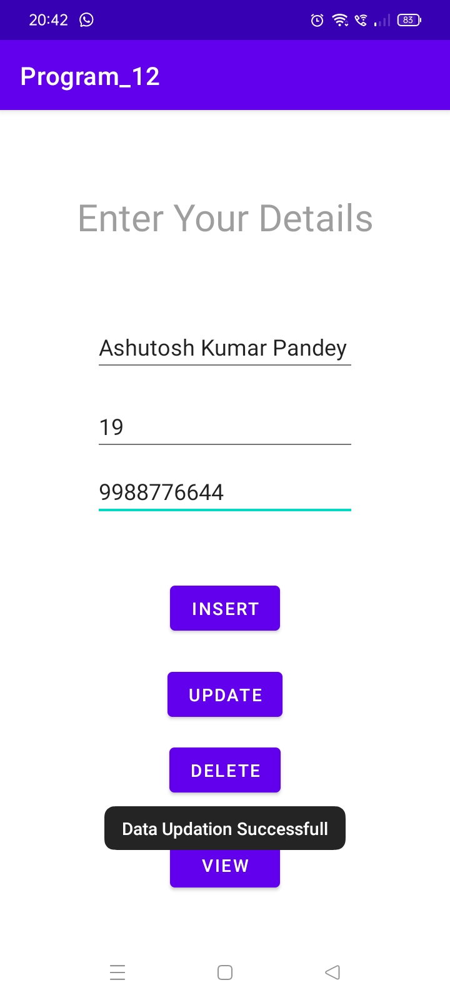 20:42
83
Program_12
Enter Your Details
Ashutosh Kumar Pandey
19
9988776644
INSERT
UPDATE
DELETE
Data Updation Successfull
VIEW